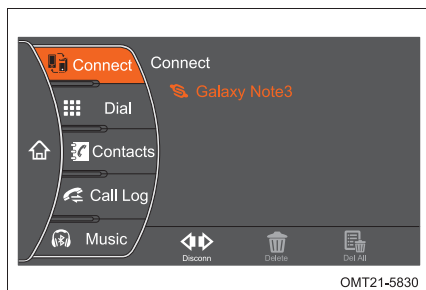 Connect
Connect
Galaxy Note3
Dial
Contacts
Call Log
Music
Disconn
Delete
Del All
OMT21-5830